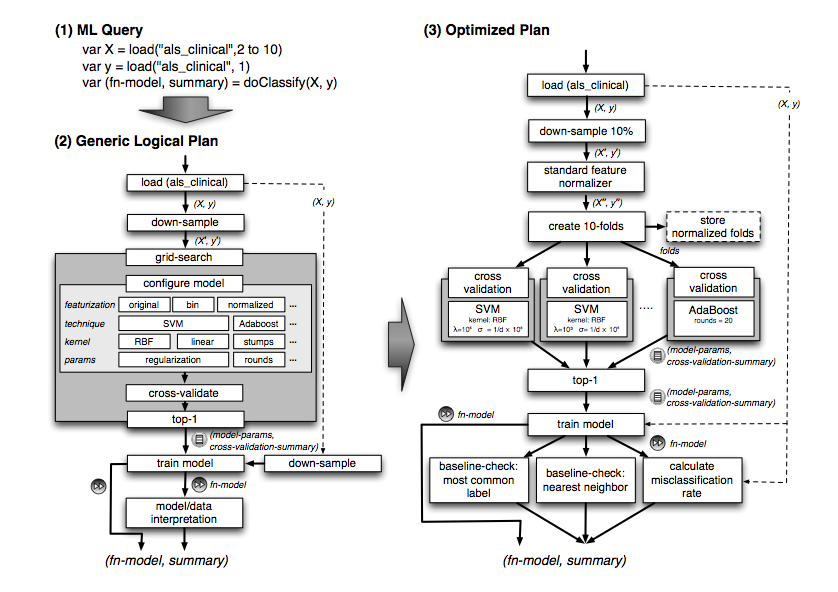 (1) ML Query
var X = load("als_clinical",2 to 10)
var y = load("als_clinical", 1)
var (fn-model, summary) = doClassify(X, y)
(2) Generic Logical Plan
load (als_clinical)
(X, y)
(X, y)
down-sample
(X', y')
grid-search
configure model
featurization original bin normalized ...
technique SVM Adaboost ...
kernel RBF linear stumps ...
params regularization rounds ...
cross-validate
top-1
(model-params,
cross-validation-summary)
train model
down-sample
fn-model
model/data
interpretation
(fn-model, summary)
(3) Optimized Plan
load (als_clinical)
(X, y)
(X, y)
down-sample 10%
(X', y')
standard feature
normalizer
(X'', y'')
create 10-folds
store
normalized folds
folds
cross
validation
SVM
kernel: RBF
cross
validation
SVM
kernel: RBF
....
cross
validation
AdaBoost
rounds = 20
(model-params,
cross-validation-summary)
top-1
(model-params,
cross-validation-summary)
fn-model
train model
fn-model
baseline-check:
most common
label
baseline-check:
nearest neighbor
calculate
misclassification
rate
(fn-model, summary)